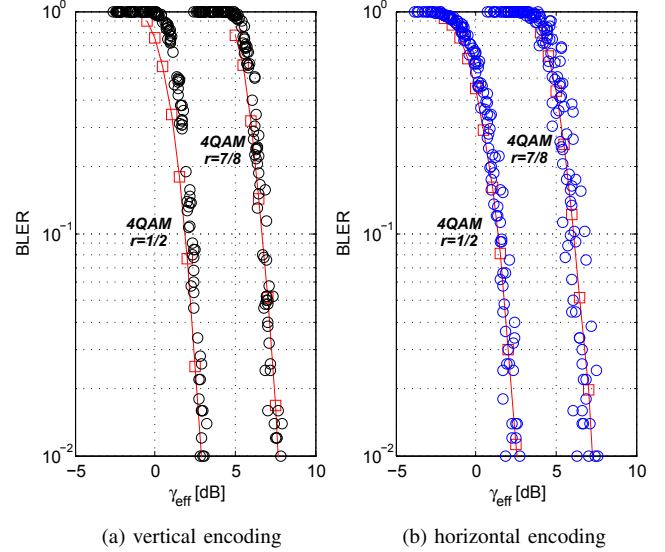 10^0
10^-1
10^-2
BLER
4QAM
r=7/8
4QAM
r=1/2
−5 0 5 10
γeff [dB]
(a) vertical encoding
10^0
10^-1
10^-2
BLER
4QAM
r=7/8
4QAM
r=1/2
−5 0 5 10
γeff [dB]
(b) horizontal encoding